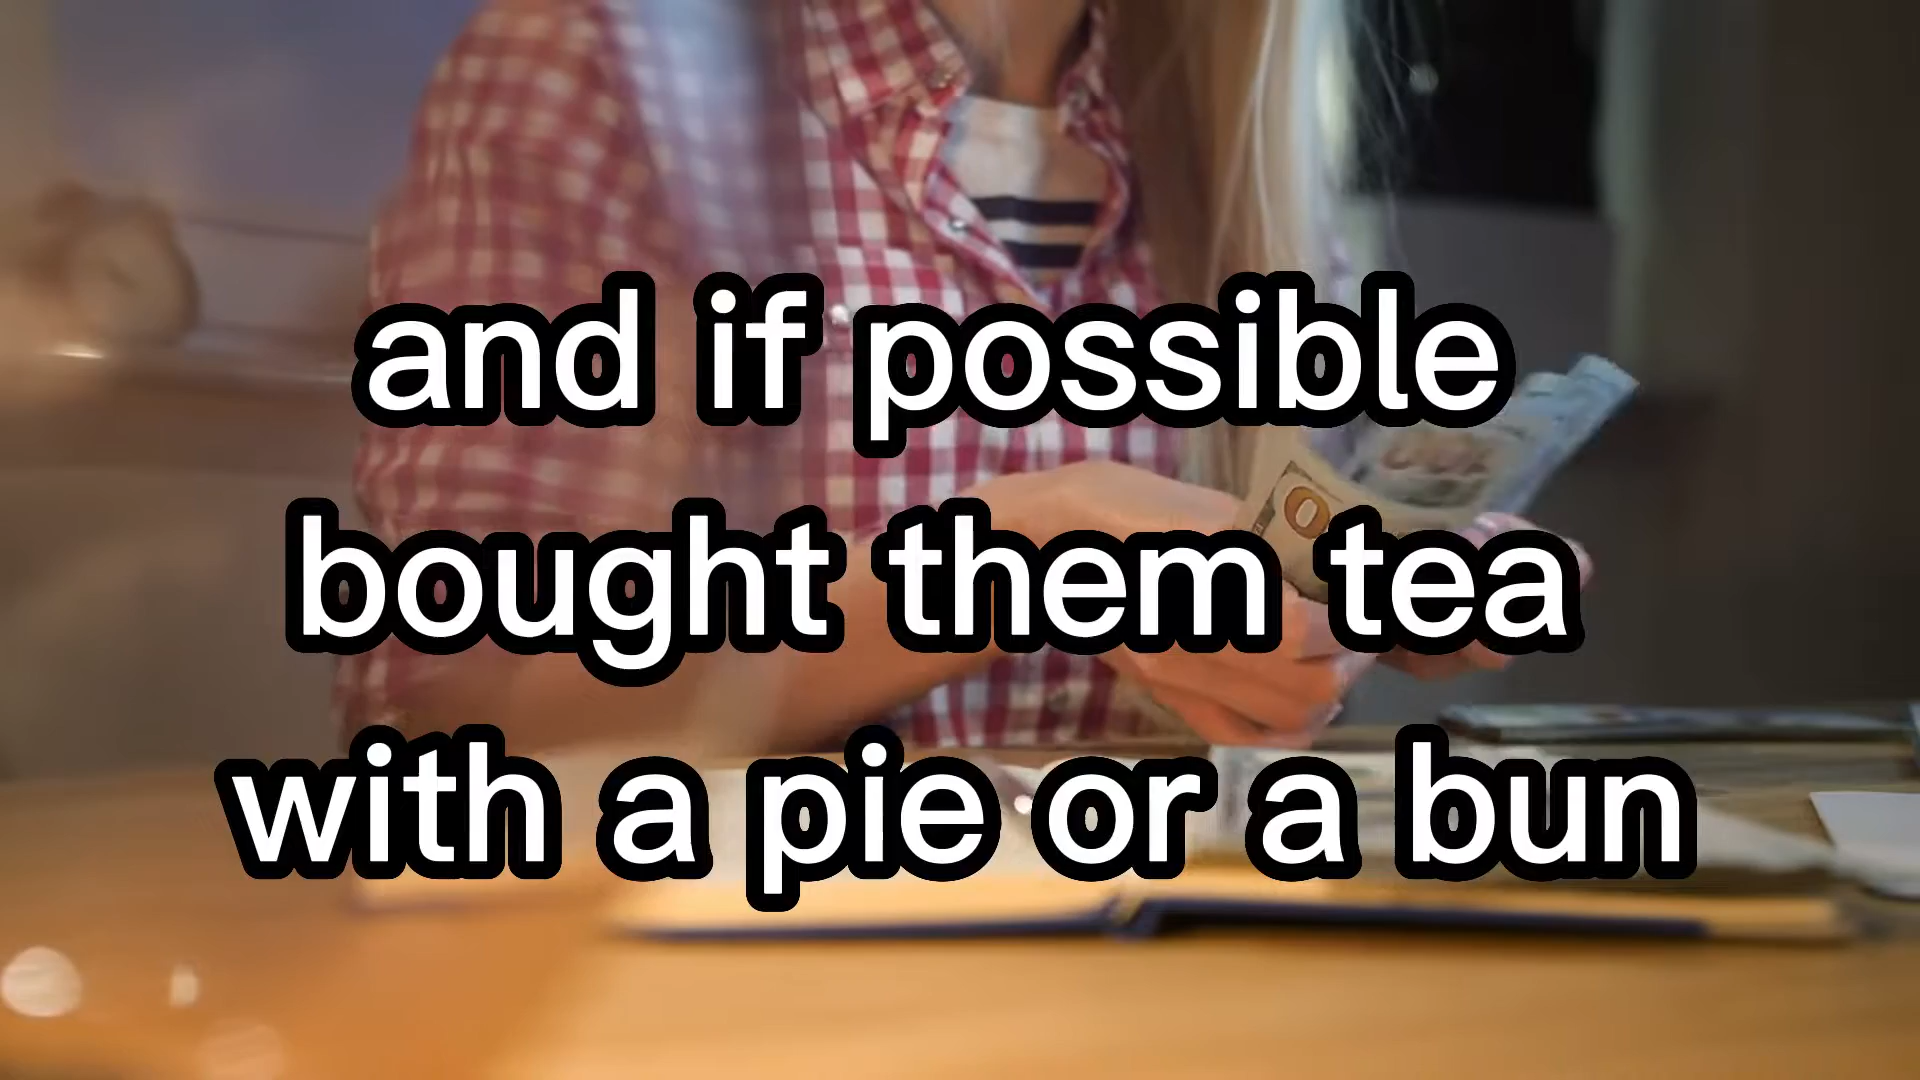 and if possible
bought them tea
with a pie or a bun